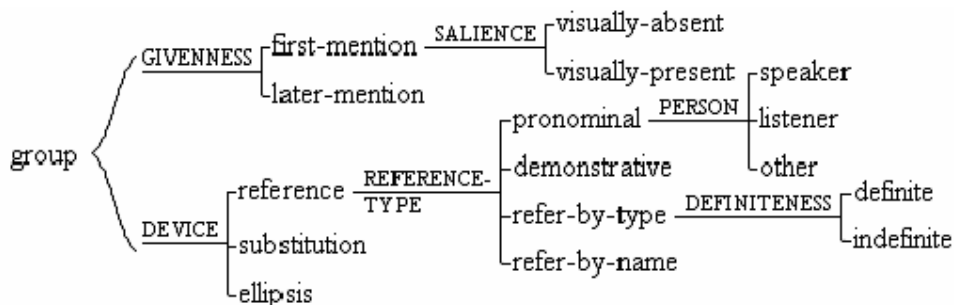 visually-absent
first-mention SALIENCE
GIVENNESS visually-present speaker
later-mention PERSON
pronominal listener
group demonstrative other
reference REFERENCE-
TYPE definite
refer-by-type DEFINITENESS
DEVICE substitution indefinite
refer-by-name
ellipsis